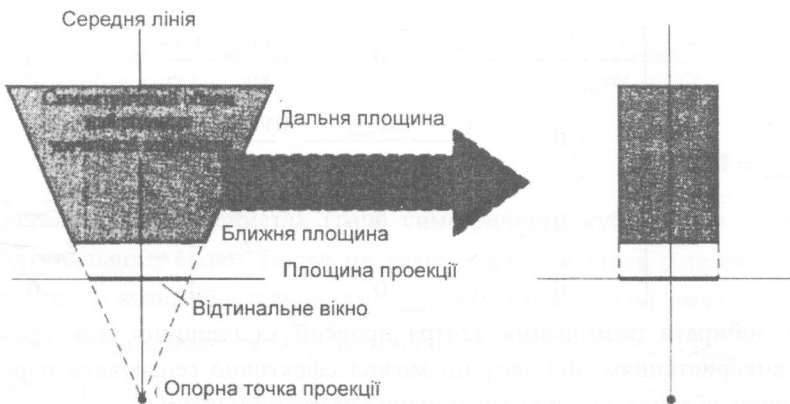 Середня лінія
Дальня площина
Ближня площина
Площина проекції
Відтинальне вікно
Опорна точка проекції